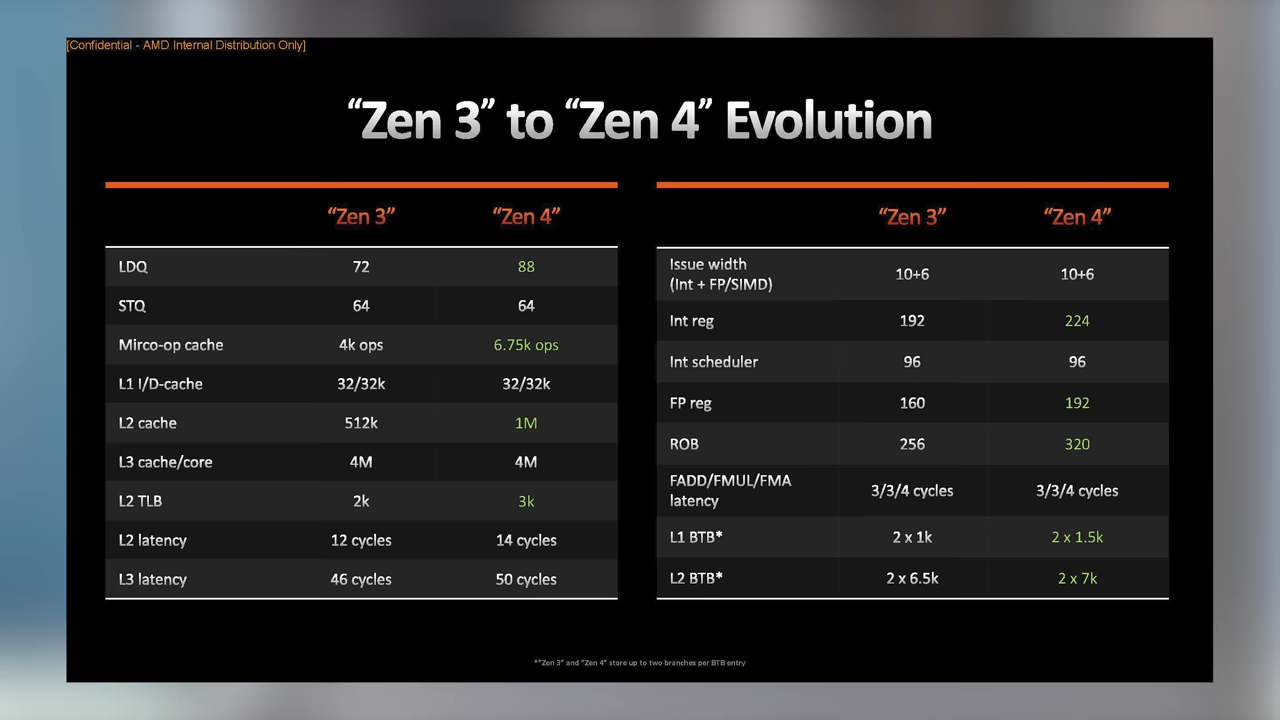 [Confidential - AMD Internal Distribution Only]
“Zen 3” to “Zen 4” Evolution
“Zen 3” “Zen 4”
LDQ 72 88
STQ 64 64
Mirco-op cache 4k ops 6.75k ops
L1 I/D-cache 32/32k 32/32k
L2 cache 512k 1M
L3 cache/core 4M 4M
L2 TLB 2k 3k
L2 latency 12 cycles 14 cycles
L3 latency 46 cycles 50 cycles
“Zen 3” “Zen 4”
Issue width
(Int + FP/SIMD) 10+6 10+6
Int reg 192 224
Int scheduler 96 96
FP reg 160 192
ROB 256 320
FADD/FMUL/FMA
latency 3/3/4 cycles 3/3/4 cycles
L1 BTB* 2 x 1k 2 x 1.5k
L2 BTB* 2 x 6.5k 2 x 7k
*“Zen 3” and “Zen 4” store up to two branches per BTB entry